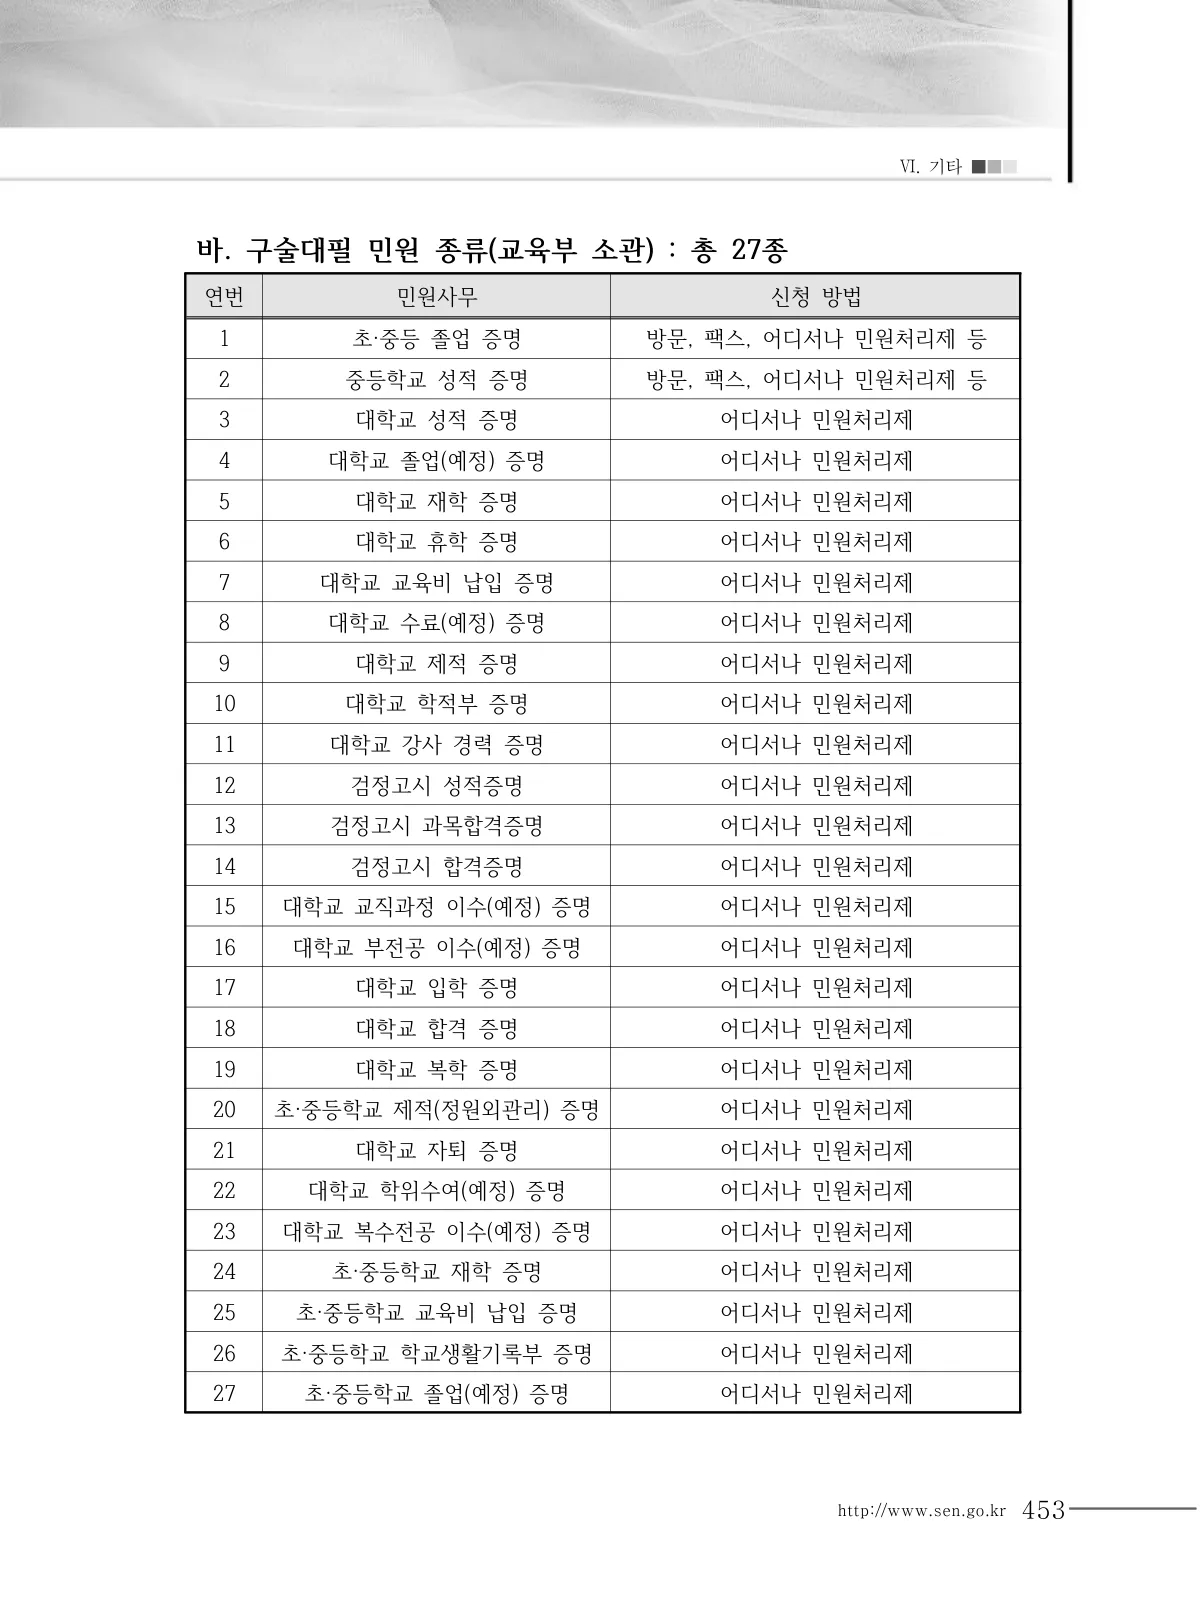 Ⅵ. 기타
바. 구술대필 민원 종류(교육부 소관) : 총 27종
연번 민원사무 신청 방법
1 초·중등 졸업 증명 방문, 팩스, 어디서나 민원처리제 등
2 중등학교 성적 증명 방문, 팩스, 어디서나 민원처리제 등
3 대학교 성적 증명 어디서나 민원처리제
4 대학교 졸업(예정) 증명 어디서나 민원처리제
5 대학교 재학 증명 어디서나 민원처리제
6 대학교 휴학 증명 어디서나 민원처리제
7 대학교 교육비 납입 증명 어디서나 민원처리제
8 대학교 수료(예정) 증명 어디서나 민원처리제
9 대학교 제적 증명 어디서나 민원처리제
10 대학교 학적부 증명 어디서나 민원처리제
11 대학교 강사 경력 증명 어디서나 민원처리제
12 검정고시 성적증명 어디서나 민원처리제
13 검정고시 과목합격증명 어디서나 민원처리제
14 검정고시 합격증명 어디서나 민원처리제
15 대학교 교직과정 이수(예정) 증명 어디서나 민원처리제
16 대학교 부전공 이수(예정) 증명 어디서나 민원처리제
17 대학교 입학 증명 어디서나 민원처리제
18 대학교 합격 증명 어디서나 민원처리제
19 대학교 복학 증명 어디서나 민원처리제
20 초·중등학교 제적(정원외관리) 증명 어디서나 민원처리제
21 대학교 자퇴 증명 어디서나 민원처리제
22 대학교 학위수여(예정) 증명 어디서나 민원처리제
23 대학교 복수전공 이수(예정) 증명 어디서나 민원처리제
24 초·중등학교 재학 증명 어디서나 민원처리제
25 초·중등학교 교육비 납입 증명 어디서나 민원처리제
26 초·중등학교 학교생활기록부 증명 어디서나 민원처리제
27 초·중등학교 졸업(예정) 증명 어디서나 민원처리제
http://www.sen.go.kr 453